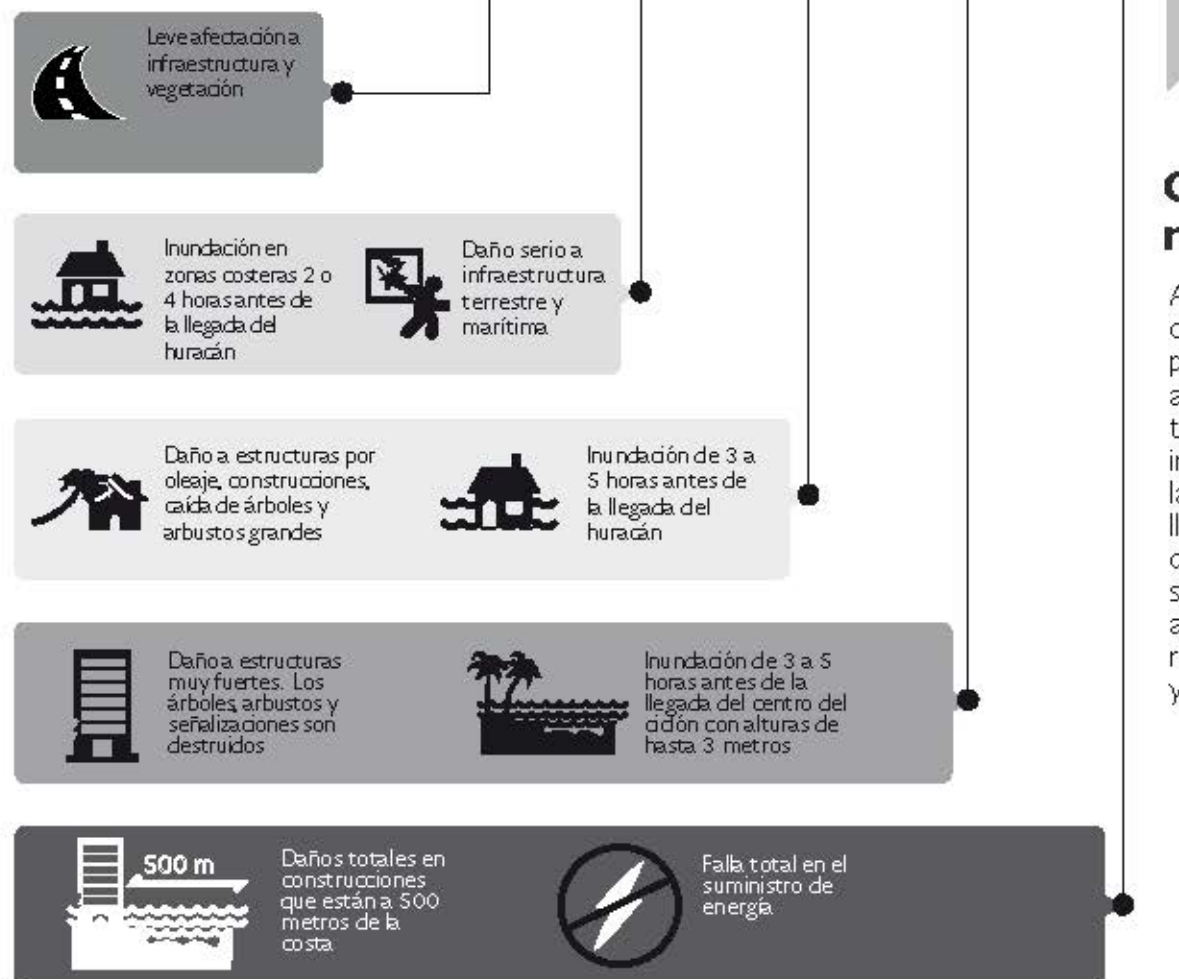 Leve afectación a
infraestructura y
vegetación
Inundación en
zonas costeras 2 o
4 horas antes de
la llegada del
huracán
Daño serio a
infraestructura
terrestre y
marítima
Daño a estructuras por
oleaje, construcciones,
caída de árboles y
arbustos grandes
Inundación de 3 a
5 horas antes de
la llegada del
huracán
Daño a estructuras
muy fuertes. Los
árboles, arbustos y
señalizaciones son
destruidos
Inundación de 3 a 5
horas antes de la
llegada del centro del
ciclón con alturas de
hasta 3 metros
500 m
Daños totales en
construcciones
que están a 500
metros de la
costa
Falla total en el
suministro de
energía